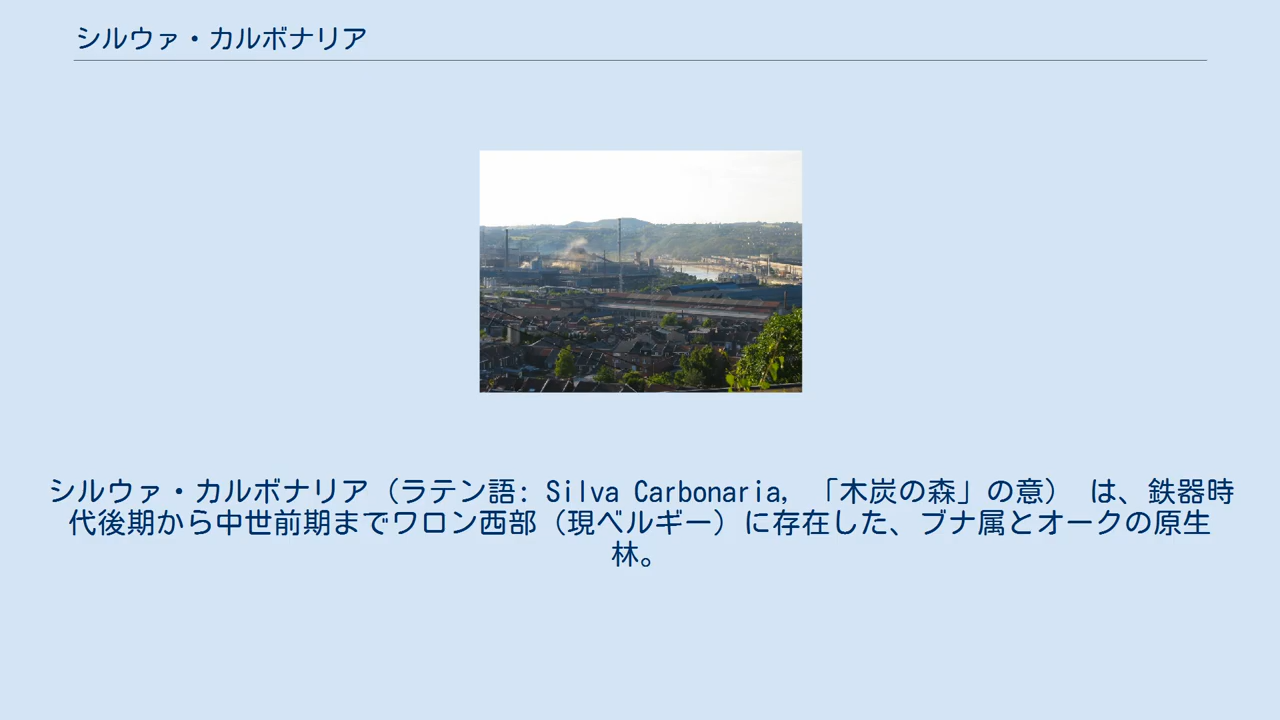 シルウァ・カルボナリア
シルウァ・カルボナリア（ラテン語: Silva Carbonaria, 「木炭の森」の意） は、鉄器時
代後期から中世前期までワロン西部（現ベルギー）に存在した、ブナ属とオークの原生
林。